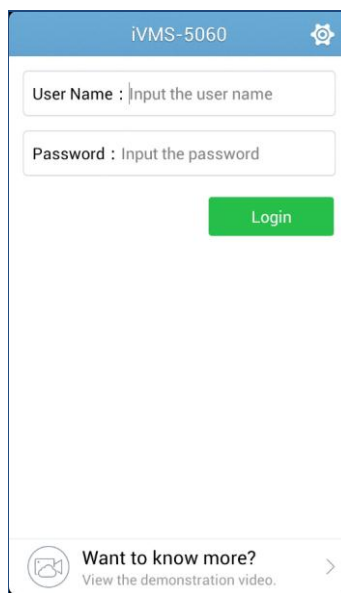 iVMS-5060
User Name : Input the user name
Password : Input the password
Login
Want to know more?
View the demonstration video.